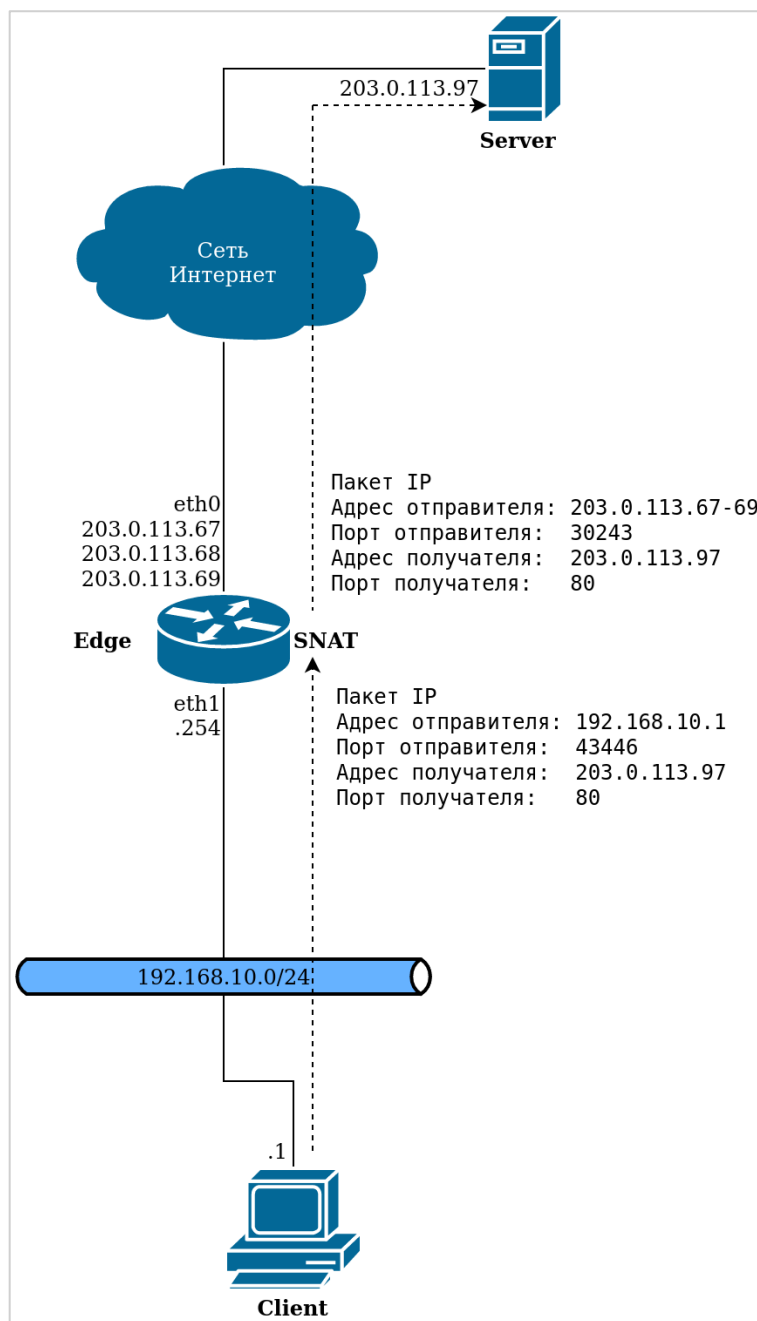 203.0.113.97
Server
Сеть
Интернет
eth0
203.0.113.67
203.0.113.68
203.0.113.69
Пакет IP
Адрес отправителя: 203.0.113.67-69
Порт отправителя: 30243
Адрес получателя: 203.0.113.97
Порт получателя: 80
Edge
SNAT
eth1
.254
Пакет IP
Адрес отправителя: 192.168.10.1
Порт отправителя: 43446
Адрес получателя: 203.0.113.97
Порт получателя: 80
192.168.10.0/24
.1
Client